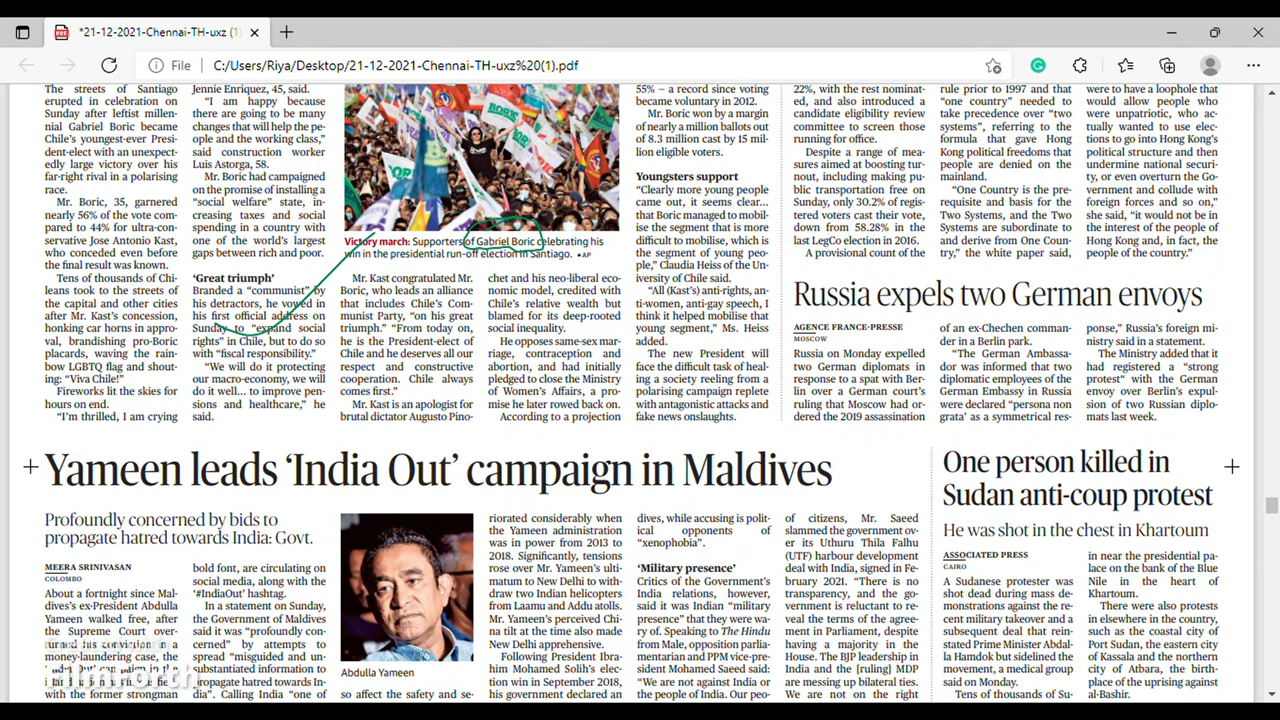 *21-12-2021-Chennai-TH-uxz (1)
File C:/Users/Riya/Desktop/21-12-2021-Chennai-TH-uxz%20(1).pdf
The streets of Santiago
erupted in celebration on
Sunday after leftist millen-
nial Gabriel Boric became
Chile's youngest-ever Presi-
dent-elect with an unexpect-
edly large victory over his
far-right rival in a polarising
race.
Mr. Boric, 35, garnered
nearly 56% of the vote com-
pared to 44% for ultra-con-
servative Jose Antonio Kast,
who conceded even before
the final result was known.
Tens of thousands of Chi-
leans took to the streets of
the capital and other cities
after Mr. Kast's concession,
honking car horns in appro-
val, brandishing pro-Boric
placards, waving the rain-
bow LGBTQ flag and shout-
ing: “Viva Chile!”
Fireworks lit the skies for
hours on end.
“I'm thrilled, I am crying
Jennie Enriquez, 45, said.
“I am happy because
there are going to be many
changes that will help the pe-
ople and the working class,”
said construction worker
Luis Astorga, 58.
Mr. Boric had campaigned
on the promise of installing a
“social welfare” state, in-
creasing taxes and social
spending in a country with
one of the world's largest
gaps between rich and poor.
‘Great triumph’
Branded a “communist” by
his detractors, he vowed in
his first official address on
Sunday to “expand social
rights” in Chile, but to do so
with “fiscal responsibility.”
“We will do it protecting
our macro-economy, we will
do it well... to improve pen-
sions and healthcare,” he
said.
BORIC
BORIC
BORIC
Victory march: Supporters of Gabriel Boric celebrating his
win in the presidential run-off election in Santiago. •AP
Mr. Kast congratulated Mr.
Boric, who leads an alliance
that includes Chile's Com-
munist Party, “on his great
triumph.” “From today on,
he is the President-elect of
Chile and he deserves all our
respect and constructive
cooperation. Chile always
comes first.”
Mr. Kast is an apologist for
brutal dictator Augusto Pino-
chet and his neo-liberal eco-
nomic model, credited with
Chile's relative wealth but
blamed for its deep-rooted
social inequality.
He opposes same-sex mar-
riage, contraception and
abortion, and had initially
pledged to close the Ministry
of Women's Affairs, a pro-
mise he later rowed back on.
According to a projection
55% – a record since voting
became voluntary in 2012.
Mr. Boric won by a margin
of nearly a million ballots out
of 8.3 million cast by 15 mil-
lion eligible voters.
Youngsters support
“Clearly more young people
came out, it seems clear...
that Boric managed to mobil-
ise the segment that is more
difficult to mobilise, which is
the segment of young peo-
ple,” Claudia Heiss of the Un-
iversity of Chile said.
“All (Kast's) anti-rights, an-
ti-women, anti-gay speech, I
think it helped mobilise that
young segment,” Ms. Heiss
added.
The new President will
face the difficult task of heal-
ing a society reeling from a
polarising campaign replete
with antagonistic attacks and
fake news onslaughts.
22%, with the rest nominat-
ed, and also introduced a
candidate eligibility review
committee to screen those
running for office.
Despite a range of mea-
sures aimed at boosting tur-
nout, including making pu-
blic transportation free on
Sunday, only 30.2% of regis-
tered voters cast their vote,
down from 58.28% in the
last LegCo election in 2016.
A provisional count of the
rule prior to 1997 and that
“one country” needed to
take precedence over “two
systems”, referring to the
formula that gave Hong
Kong political freedoms that
people are denied on the
mainland.
“One Country is the pre-
requisite and basis for the
Two Systems, and the Two
Systems are subordinate to
and derive from One Coun-
try,” the white paper said,
were to have a loophole that
would allow people who
were unpatriotic, who ac-
tually wanted to use elec-
tions to go into Hong Kong's
political structure and then
undermine national securi-
ty, or even overturn the Go-
vernment and collude with
foreign forces and so on,”
she said, “it would not be in
the interest of the people of
Hong Kong and, in fact, the
people of the country.”
Russia expels two German envoys
AGENCE FRANCE-PRESSE
MOSCOW
Russia on Monday expelled
two German diplomats in
response to a spat with Ber-
lin over a German court's
ruling that Moscow had or-
dered the 2019 assassination
of an ex-Chechen comman-
der in a Berlin park.
“The German Ambassa-
dor was informed that two
diplomatic employees of the
German Embassy in Russia
were declared “persona non
grata’ as a symmetrical res-
ponse,” Russia's foreign mi-
nistry said in a statement.
The Ministry added that it
had registered a “strong
protest“ with the German
envoy over Berlin's expul-
sion of two Russian diplo-
mats last week.
Yameen leads ‘India Out’ campaign in Maldives
Profoundly concerned by bids to
propagate hatred towards India: Govt.
MEERA SRINIVASAN
COLOMBO
About a fortnight since Mal-
dives's ex-President Abdulla
Yameen walked free, after
the Supreme Court over-
turned his conviction in a
money-laundering case, the
with the former strongman
bold font, are circulating on
social media, along with the
‘#IndiaOut’ hashtag.
In a statement on Sunday,
the Government of Maldives
said it was “profoundly con-
cerned” by attempts to
spread “misguided and un-
substantiated information to
propagate hatred towards In-
dia”. Calling India “one of
Abdulla Yameen
so affect the safety and se-
riorated considerably when
the Yameen administration
was in power from 2013 to
2018. Significantly, tensions
rose over Mr. Yameen's ulti-
matum to New Delhi to with-
draw two Indian helicopters
from Laamu and Addu atolls.
Mr. Yameen's perceived Chi-
na tilt at the time also made
New Delhi apprehensive.
Following President Ibra-
him Mohamed Solih's elec-
tion win in September 2018,
his government declared an
dives, while accusing is polit-
ical opponents of
“xenophobia”.
‘Military presence’
Critics of the Government's
India relations, however,
said it was Indian “military
presence” that they were wa-
ry of. Speaking to The Hindu
from Male, opposition parlia-
mentarian and PPM vice-pre-
sident Mohamed Saeed said:
“We are not against India or
the people of India. Our peo-
of citizens, Mr. Saeed
slammed the government ov-
er its Uthuru Thila Falhu
(UTF) harbour development
deal with India, signed in Fe-
bruary 2021. “There is no
transparency, and the go-
vernment is reluctant to re-
veal the terms of the agree-
ment in Parliament, despite
having a majority in the
House. The BJP leadership in
India and the [ruling] MDP
are messing up bilateral ties.
We are not on the right
One person killed in
Sudan anti-coup protest
He was shot in the chest in Khartoum
ASSOCIATED PRESS
CAIRO
A Sudanese protester was
shot dead during mass de-
monstrations against the re-
cent military takeover and a
subsequent deal that rein-
stated Prime Minister Abdal-
la Hamdok but sidelined the
movement, a medical group
said on Monday.
Tens of thousands of Su-
in near the presidential pa-
lace on the bank of the Blue
Nile in the heart of
Khartoum.
There were also protests
in elsewhere in the country,
such as the coastal city of
Port Sudan, the eastern city
of Kassala and the northern
city of Atbara, the birth-
place of the uprising against
al-Bashir.